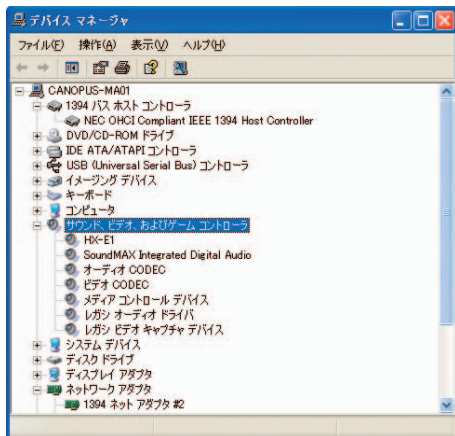 デバイス マネージャ
ファイル(F) 操作(A) 表示(V) ヘルプ(H)
CANOPUS-MA01
1394 バス ホスト コントローラ
NEC OHCI Compliant IEEE 1394 Host Controller
DVD/CD-ROM ドライブ
IDE ATA/ATAPI コントローラ
USB (Universal Serial Bus) コントローラ
イメージング デバイス
キーボード
コンピュータ
サウンド、ビデオ、およびゲーム コントローラ
HX-E1
SoundMAX Integrated Digital Audio
オーディオ CODEC
ビデオ CODEC
メディア コントロール デバイス
レガシ オーディオ ドライバ
レガシ ビデオ キャプチャ デバイス
システム デバイス
ディスク ドライブ
ディスプレイ アダプタ
ネットワーク アダプタ
1394 ネット アダプタ #2